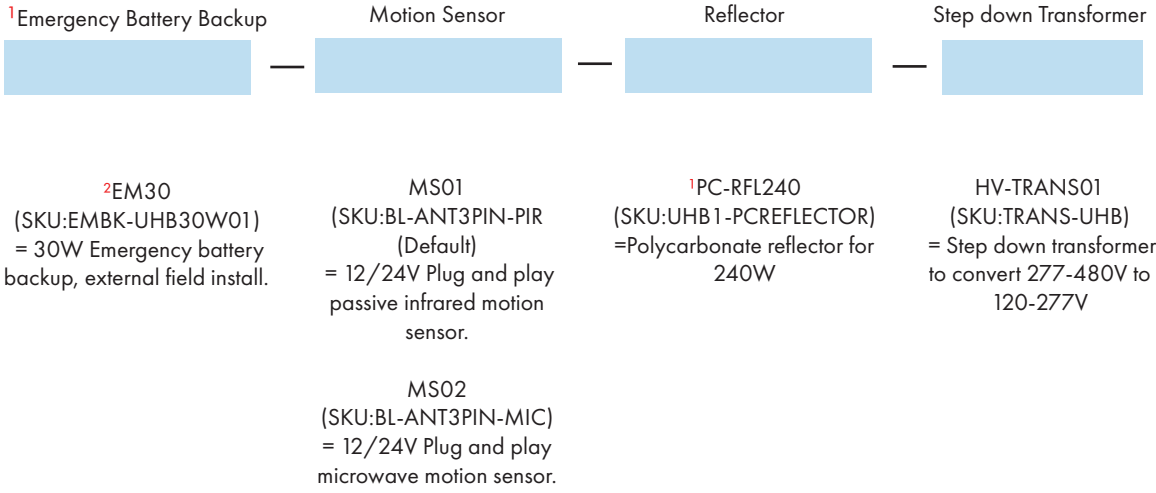 ¹Emergency Battery Backup
Motion Sensor
Reflector
Step down Transformer
— — —
²EM30
(SKU:EMBK-UHB30W01)
= 30W Emergency battery
backup, external field install.
MS01
(SKU:BL-ANT3PIN-PIR
(Default)
= 12/24V Plug and play
passive infrared motion
sensor.
MS02
(SKU:BL-ANT3PIN-MIC)
= 12/24V Plug and play
microwave motion sensor.
¹PC-RFL240
(SKU:UHB1-PCREFLECTOR)
=Polycarbonate reflector for
240W
HV-TRANS01
(SKU:TRANS-UHB)
= Step down transformer
to convert 277-480V to
120-277V